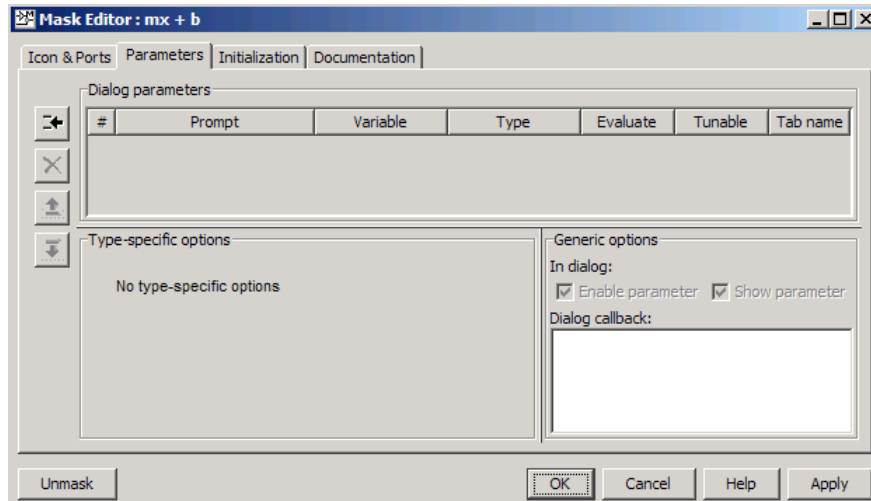 Mask Editor : mx + b
Icon & Ports Parameters Initialization Documentation
Dialog parameters
# Prompt Variable Type Evaluate Tunable Tab name
Type-specific options
No type-specific options
Generic options
In dialog:
Enable parameter Show parameter
Dialog callback:
Unmask OK Cancel Help Apply